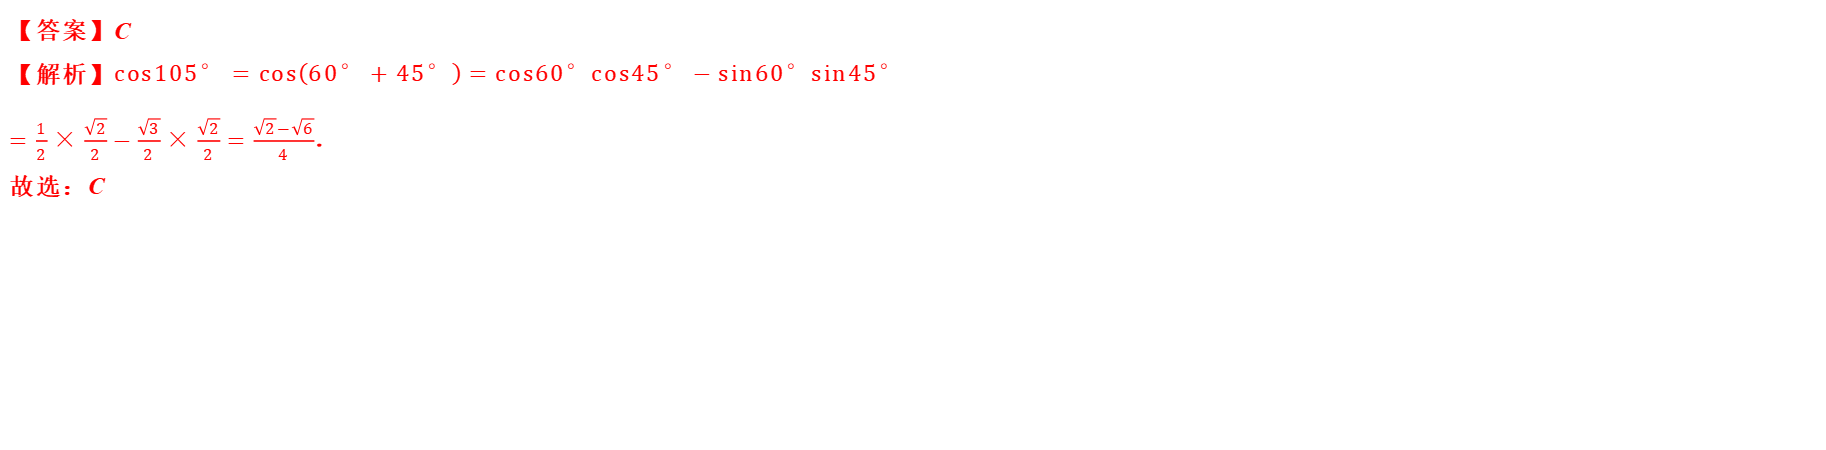 【答案】C
【解析】cos105° = cos(60° + 45°) = cos60°cos45° − sin60°sin45°
= 1/2 × √2/2 − √3/2 × √2/2 = (√2−√6)/4.
故选：C